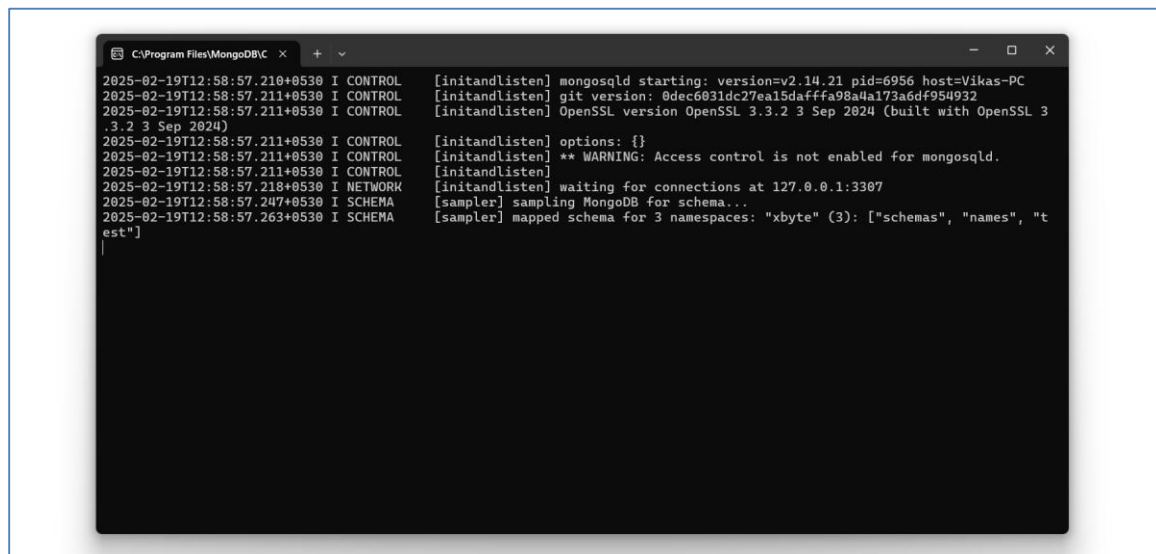 C:\Program Files\MongoDB\C
2025-02-19T12:58:57.210+0530 I CONTROL [initandlisten] mongosqld starting: version=v2.14.21 pid=6956 host=Vikas-PC
2025-02-19T12:58:57.211+0530 I CONTROL [initandlisten] git version: 0dec6031dc27ea15dafffa98a4a173a6df954932
2025-02-19T12:58:57.211+0530 I CONTROL [initandlisten] OpenSSL version OpenSSL 3.3.2 3 Sep 2024 (built with OpenSSL 3
.3.2 3 Sep 2024)
2025-02-19T12:58:57.211+0530 I CONTROL [initandlisten] options: {}
2025-02-19T12:58:57.211+0530 I CONTROL [initandlisten] ** WARNING: Access control is not enabled for mongosqld.
2025-02-19T12:58:57.211+0530 I CONTROL [initandlisten]
2025-02-19T12:58:57.218+0530 I NETWORK [initandlisten] waiting for connections at 127.0.0.1:3307
2025-02-19T12:58:57.247+0530 I SCHEMA [sampler] sampling MongoDB for schema...
2025-02-19T12:58:57.263+0530 I SCHEMA [sampler] mapped schema for 3 namespaces: "xbyte" (3): ["schemas", "names", "t
est"]